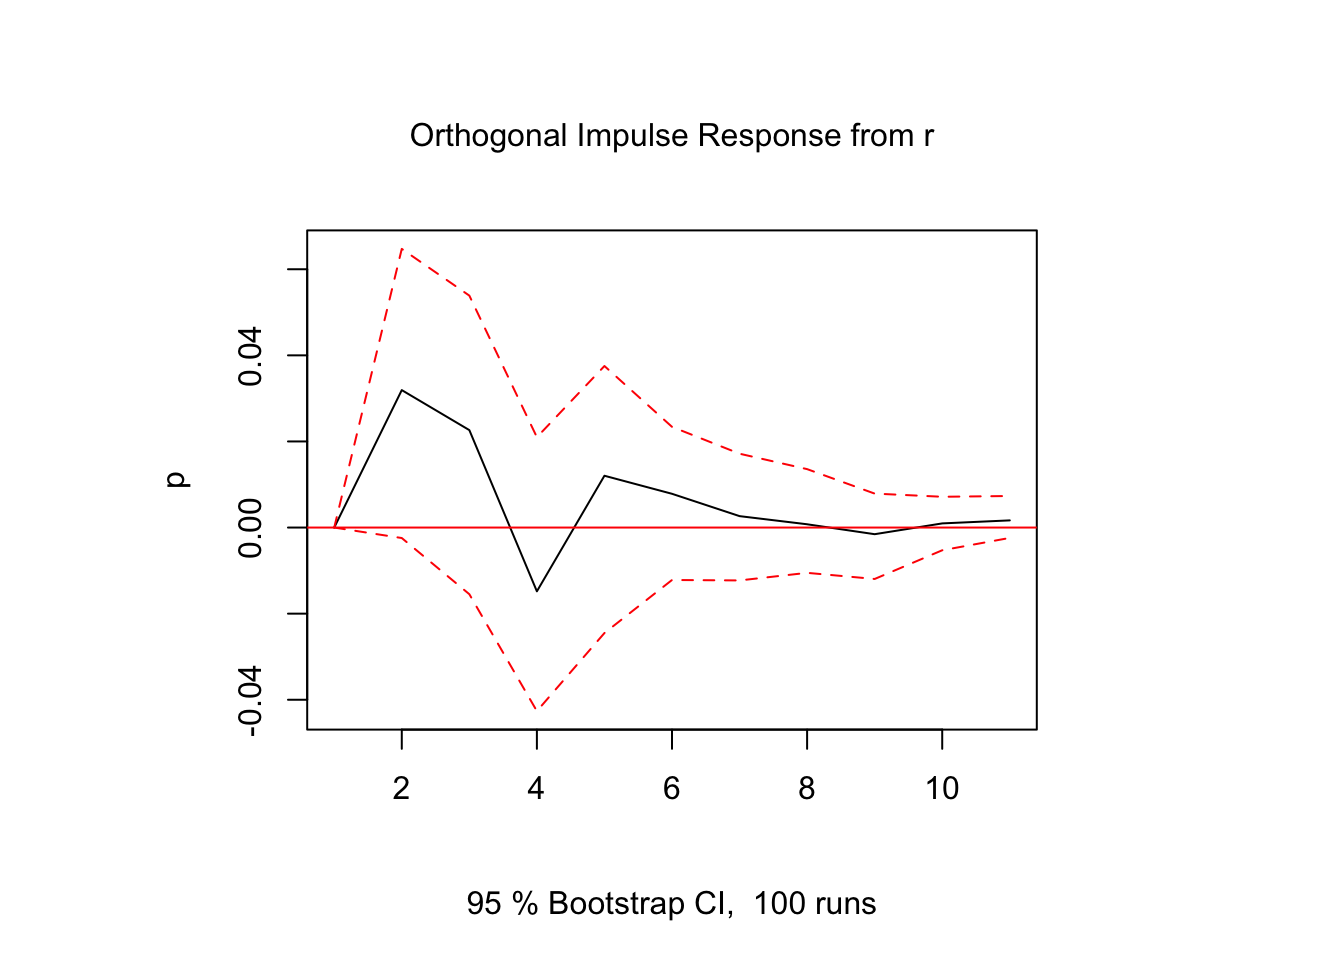 Orthogonal Impulse Response from r
p
0.04
0.00
-0.04
2 4 6 8 10
95 % Bootstrap CI,  100 runs